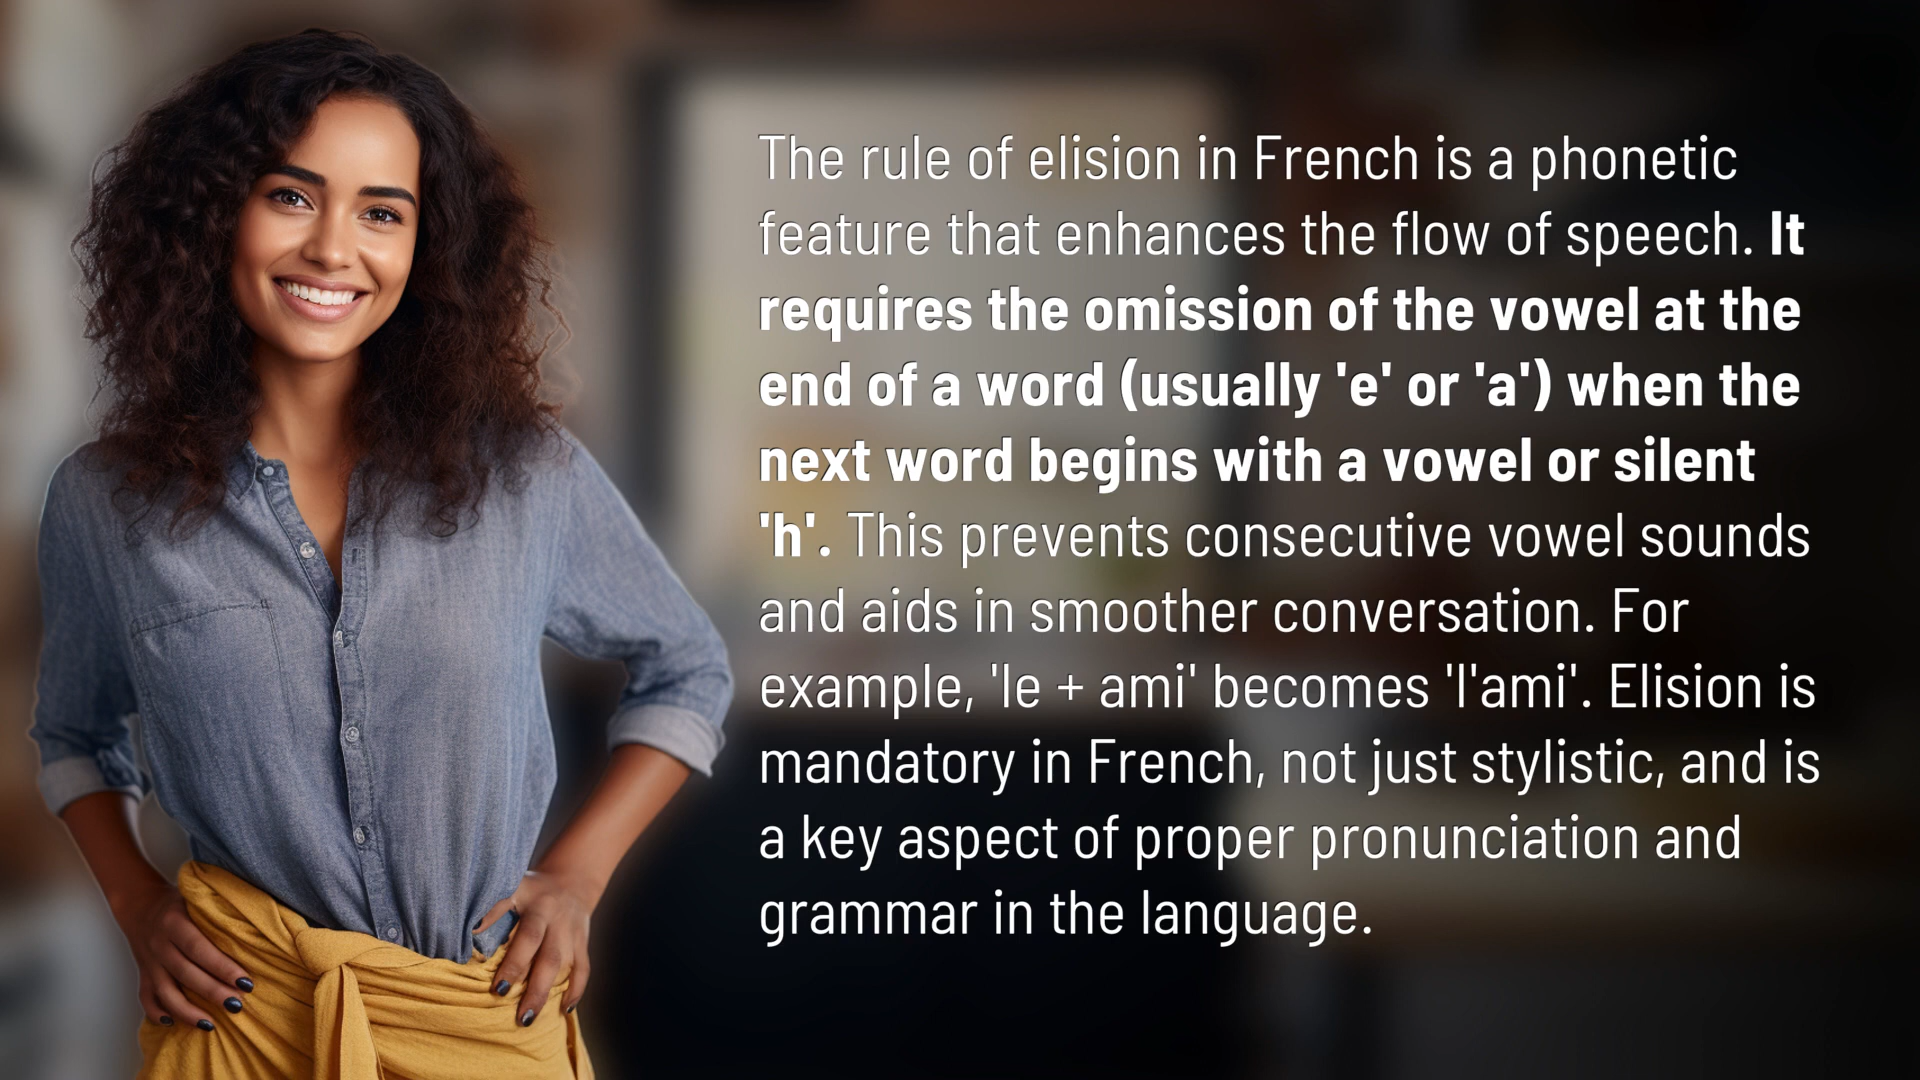 The rule of elision in French is a phonetic
feature that enhances the flow of speech. It
requires the omission of the vowel at the
end of a word (usually 'e' or 'a') when the
next word begins with a vowel or silent
'h'. This prevents consecutive vowel sounds
and aids in smoother conversation. For
example, 'le + ami' becomes 'l'ami'. Elision is
mandatory in French, not just stylistic, and is
a key aspect of proper pronunciation and
grammar in the language.